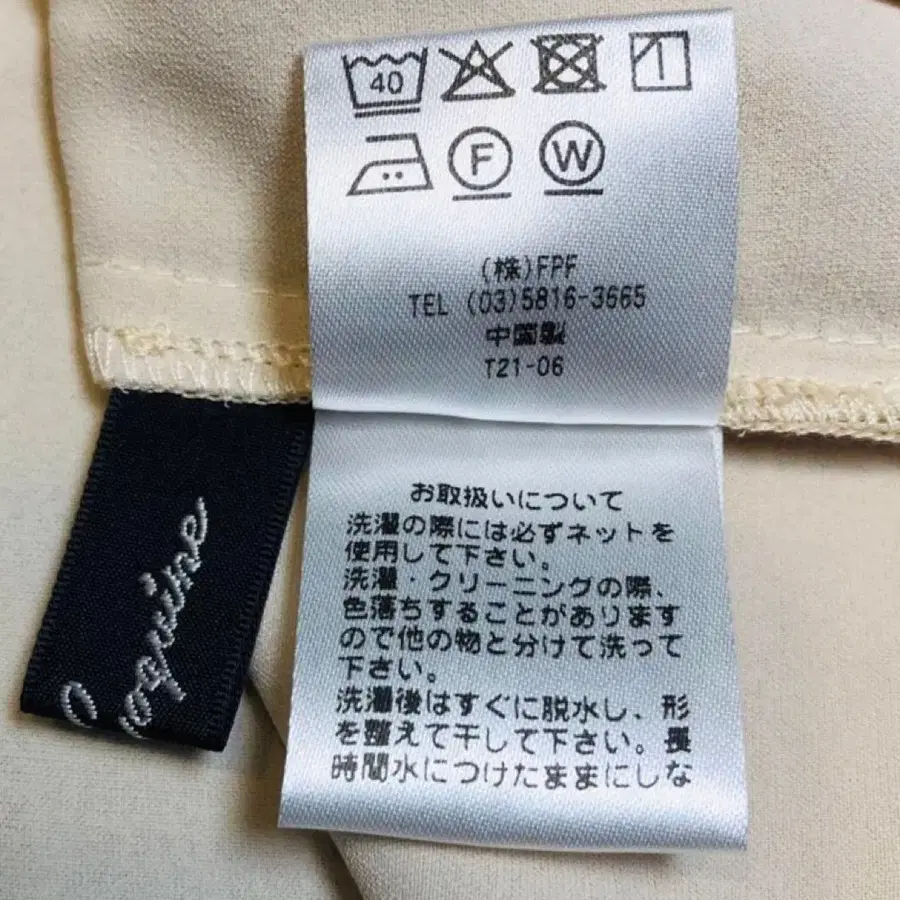 40
F
W
(株)FPF
TEL (03)5816-3665
中国製
T21-06
Coquine
お取扱いについて
洗濯の際には必ずネットを
使用して下さい。
洗濯・クリーニングの際、
色落ちすることがあります
ので他の物と分けて洗って
下さい。
洗濯後はすぐに脱水し、形
を整えて干して下さい。長
時間水につけたままにしな